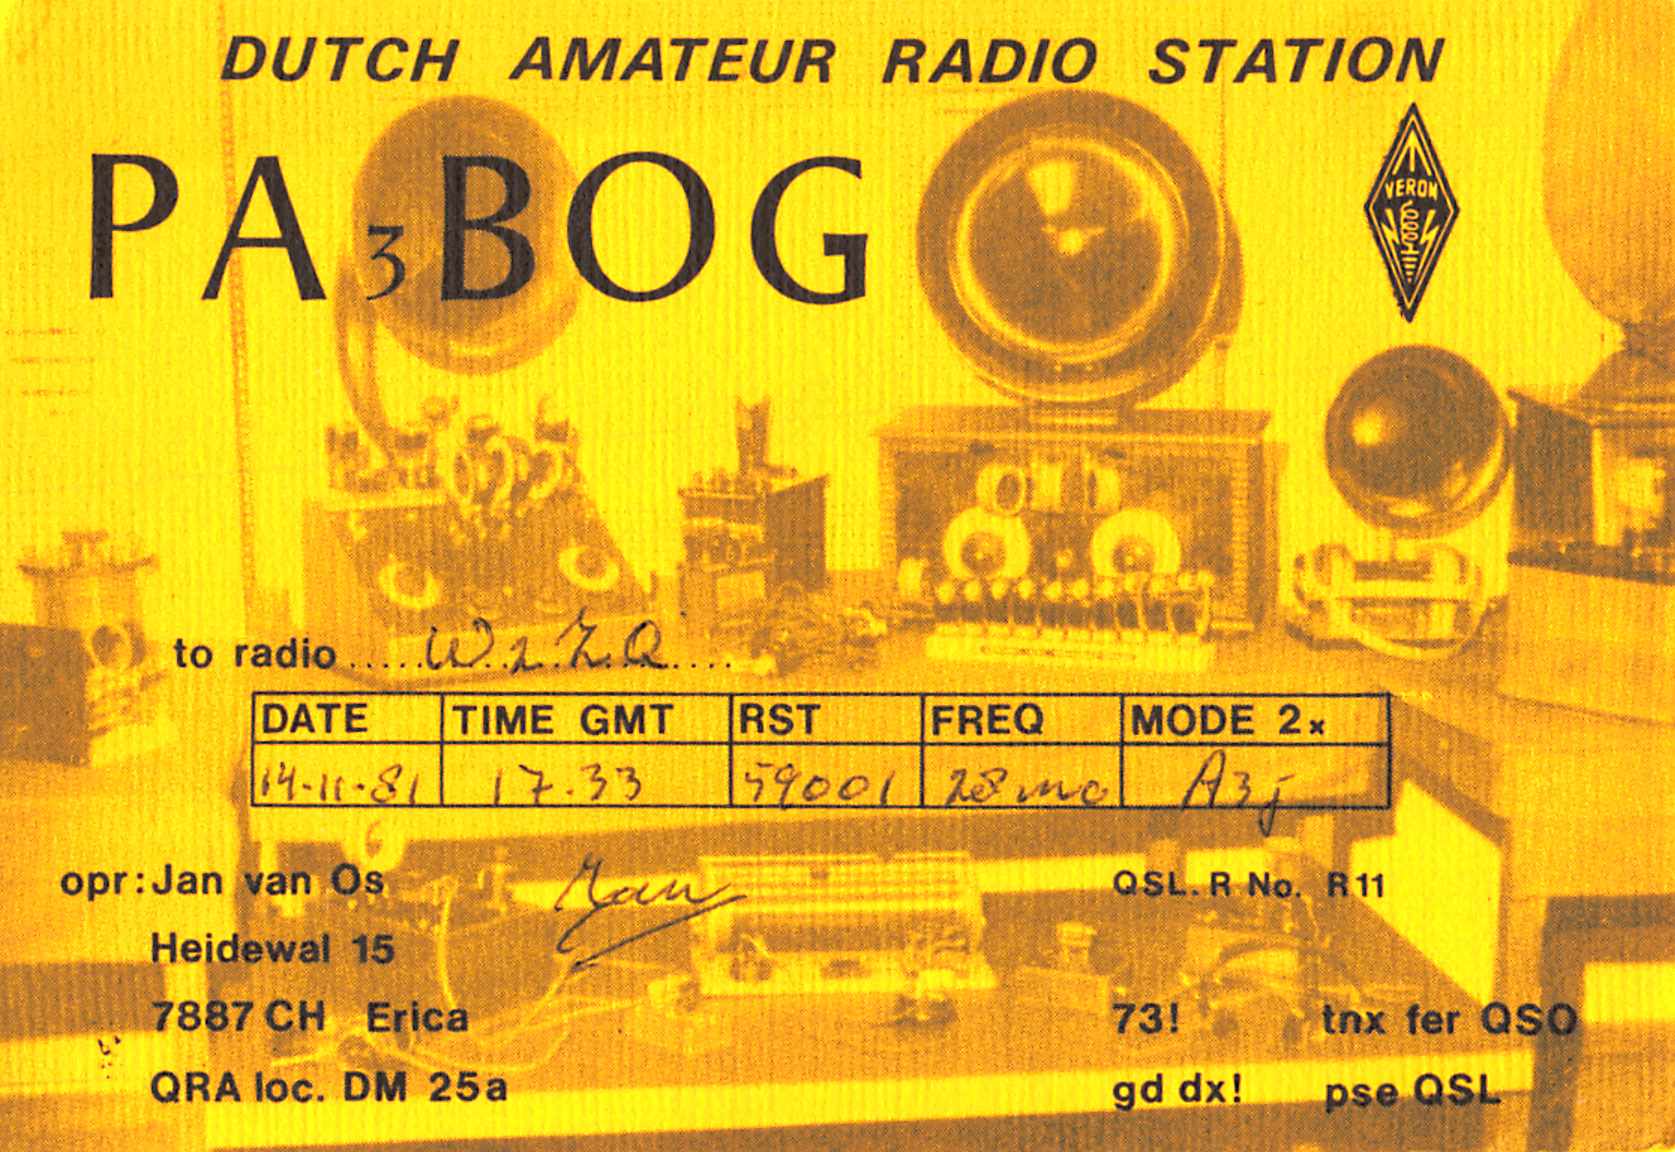 DUTCH AMATEUR RADIO STATION
PA3BOG
VERON
to radio.....W2ZQ....
DATE TIME GMT RST FREQ MODE 2x
14-11-81 17.33 59001 28 mc A3j
opr: Jan van Os Jan QSL. R No. R11
Heidewal 15
7887 CH Erica 73! tnx fer QSO
QRA loc. DM 25a gd dx! pse QSL